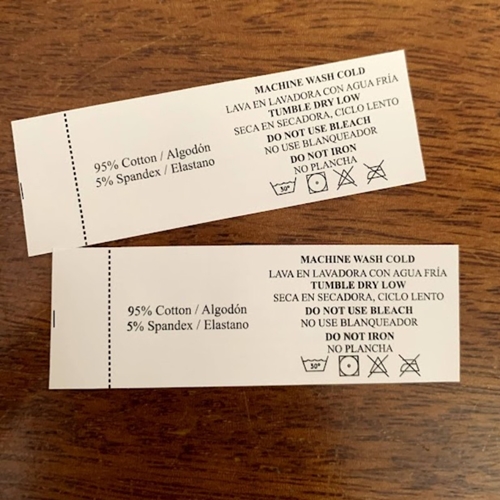 95% Cotton / Algodón
5% Spandex / Elastano
MACHINE WASH COLD
LAVA EN LAVADORA CON AGUA FRÍA
TUMBLE DRY LOW
SECA EN SECADORA, CICLO LENTO
DO NOT USE BLEACH
NO USE BLANQUEADOR
DO NOT IRON
NO PLANCHA
30°
95% Cotton / Algodón
5% Spandex / Elastano
MACHINE WASH COLD
LAVA EN LAVADORA CON AGUA FRÍA
TUMBLE DRY LOW
SECA EN SECADORA, CICLO LENTO
DO NOT USE BLEACH
NO USE BLANQUEADOR
DO NOT IRON
NO PLANCHA
30°